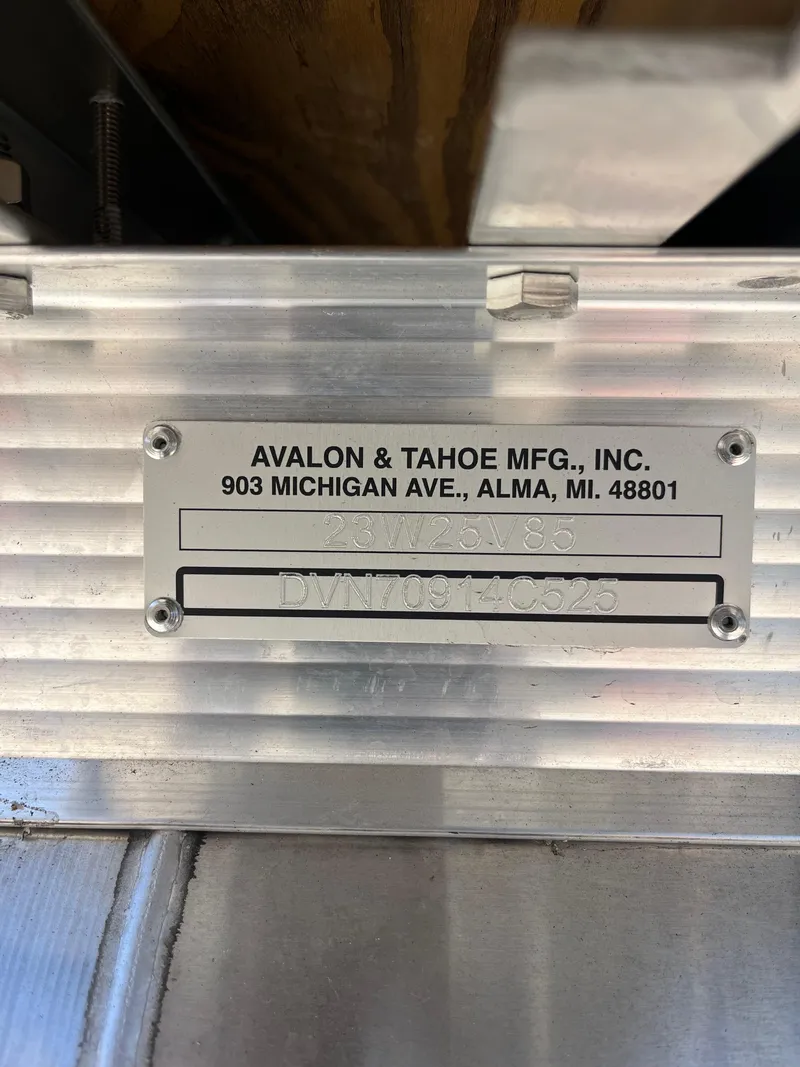 AVALON & TAHOE MFG., INC.
903 MICHIGAN AVE., ALMA, MI. 48801
23W25V85
DVN70914C525